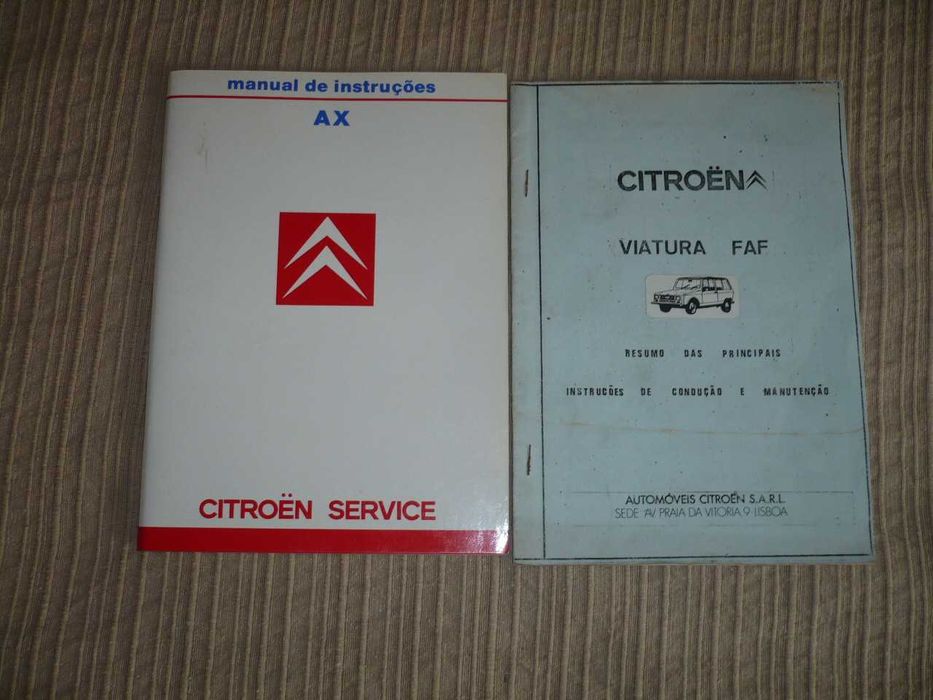 manual de instruções
AX
CITROËN SERVICE
CITROËN
VIATURA FAF
RESUMO DAS PRINCIPAIS
INSTRUCÕES DE CONDUÇÃO E MANUTENÇÃO
AUTOMÓVEIS CITROËN S.A.R.L.
SEDE AV PRAIA DA VITORIA 9-LISBOA